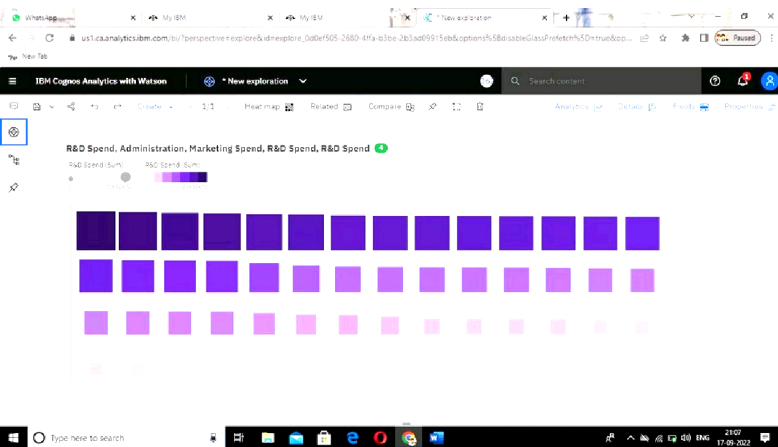 WhatsApp
My IBM
My IBM
* New exploration
us1.ca.analytics.ibm.com/bi/?perspective=explore&id=explore_0d0ef505-2680-4ffa-b3be-2b3ad09915eb&options%5BdisableGlassPrefetch%5D=true&op...
Paused
New Tab
IBM Cognos Analytics with Watson
* New exploration
Search content
1
Create
1/1
Heat map
Related
Compare
Analytics
Details
Fields
Properties
R&D Spend, Administration, Marketing Spend, R&D Spend, R&D Spend 4
R&D Spend (Sum)
R&D Spend (Sum)
Type here to search
ENG
21:07
17-09-2022